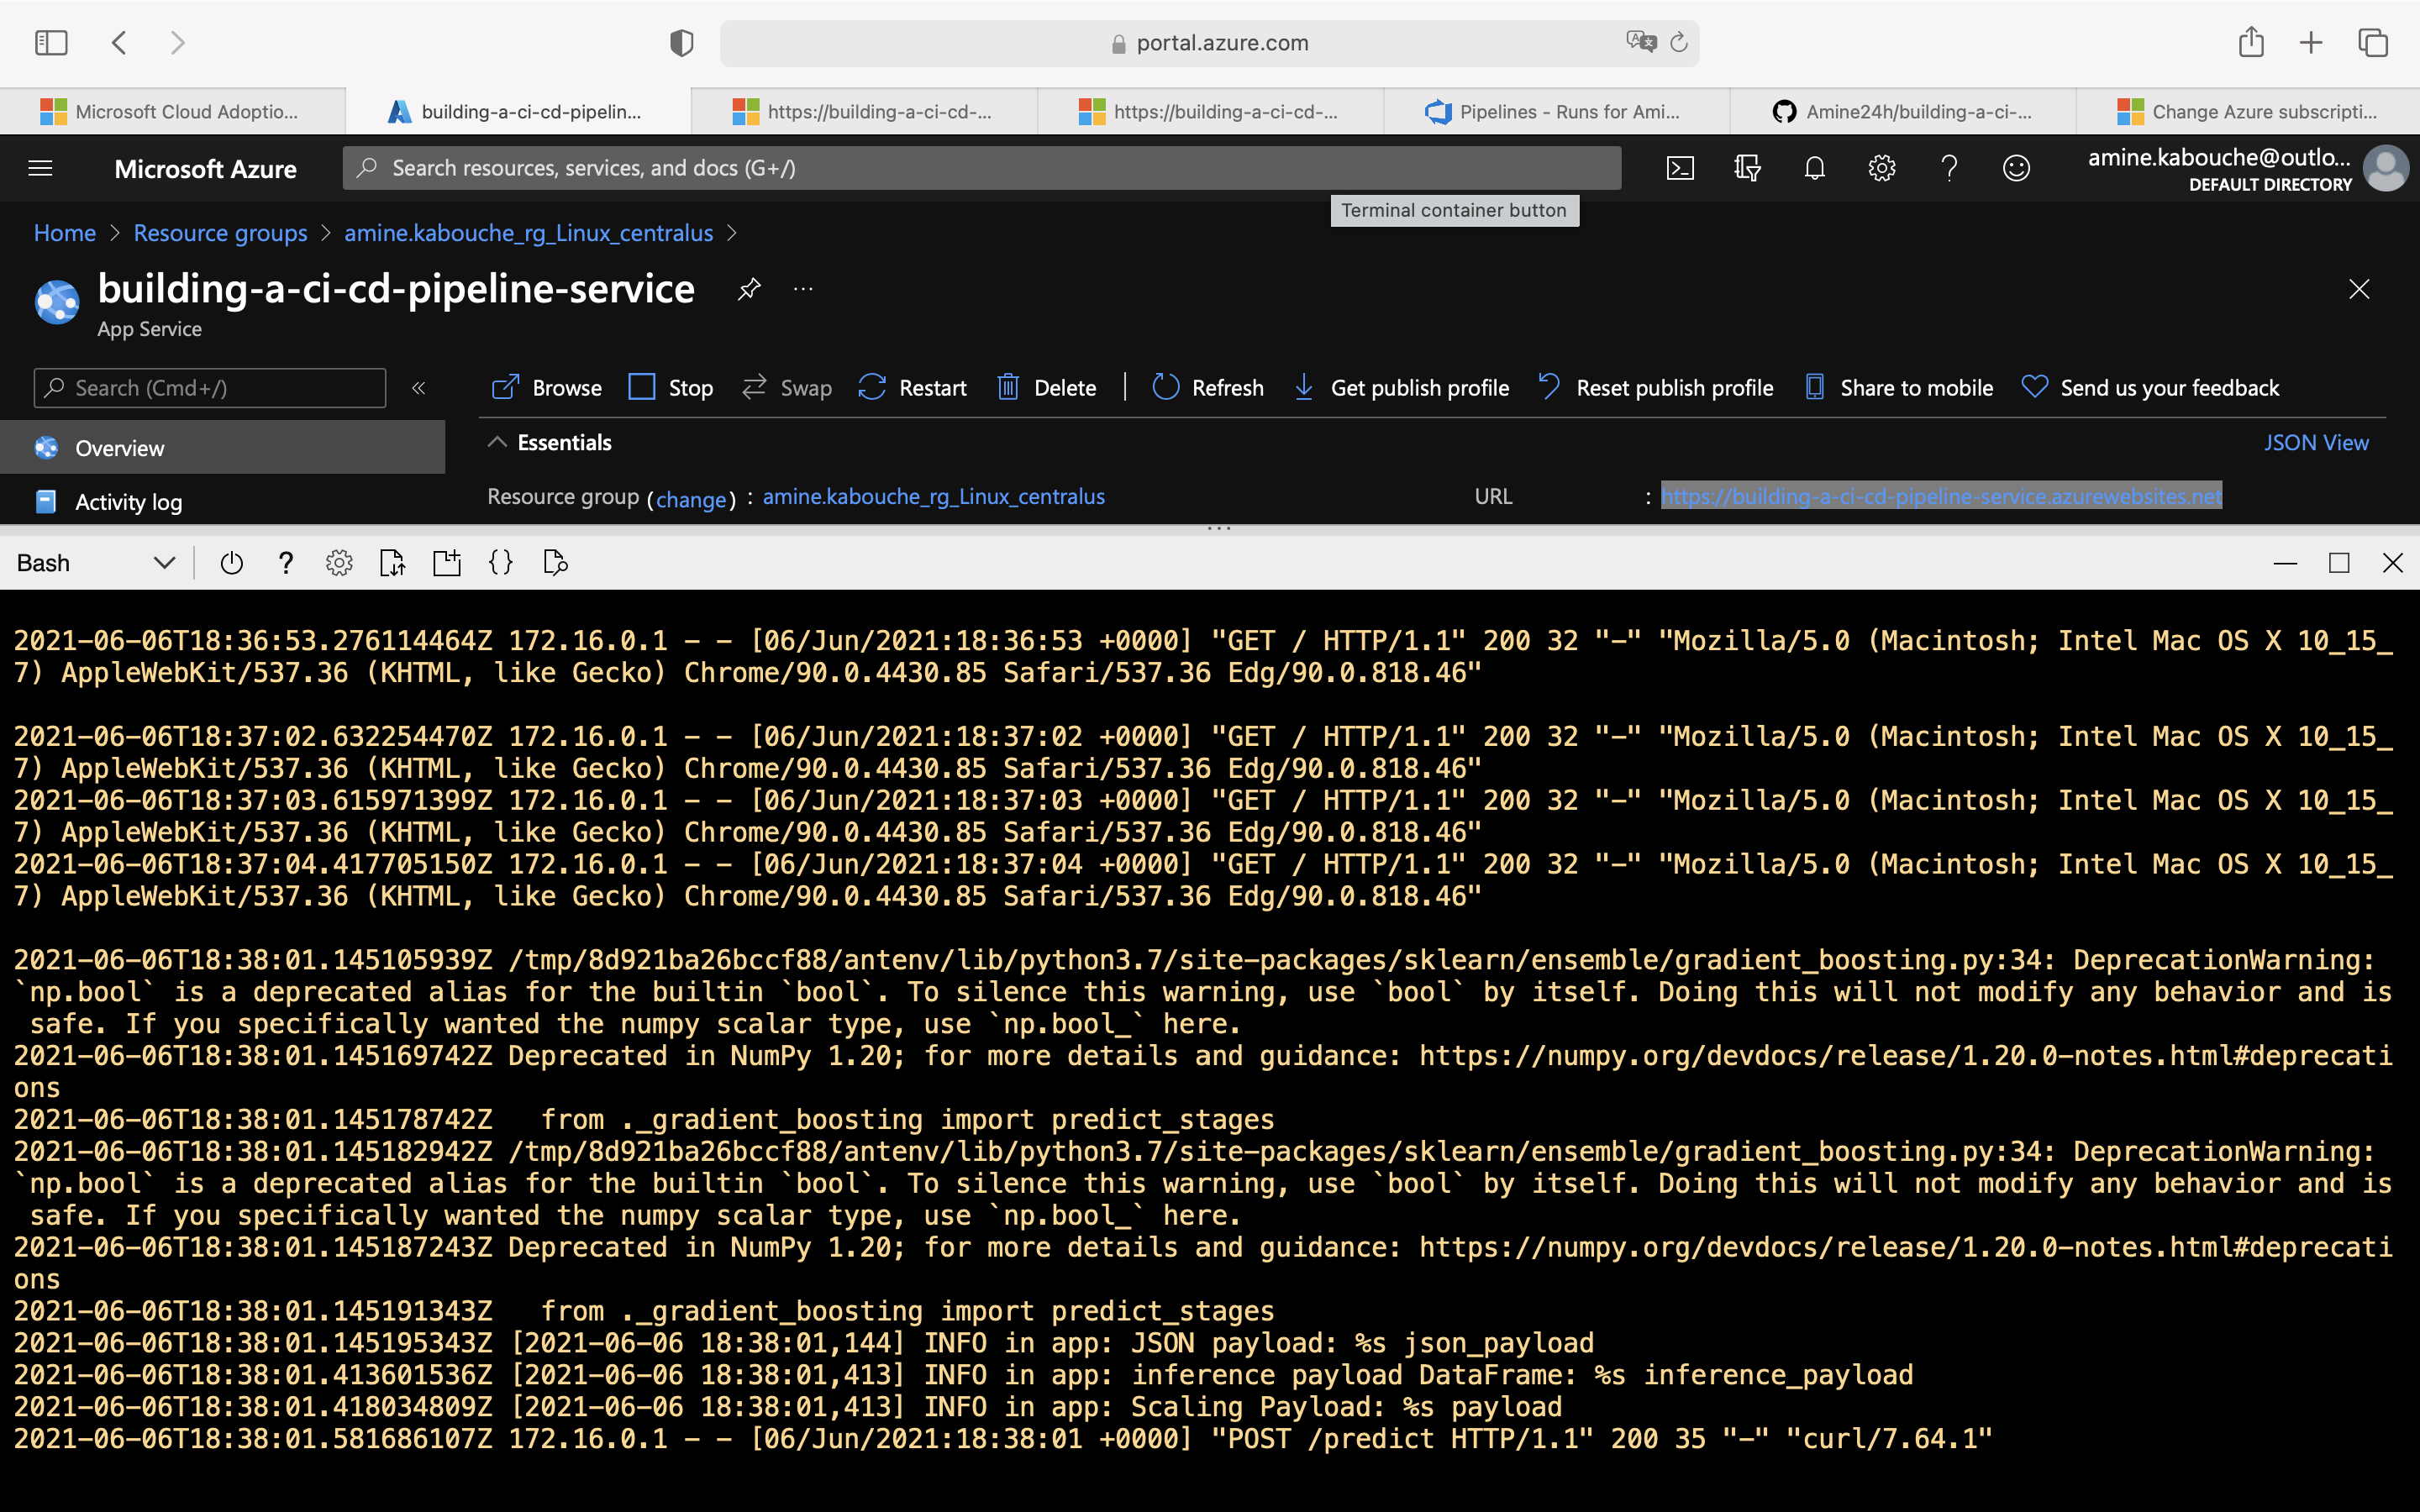 portal.azure.com
Microsoft Cloud Adoptio...
building-a-ci-cd-pipelin...
https://building-a-ci-cd-...
https://building-a-ci-cd-...
Pipelines - Runs for Ami...
Amine24h/building-a-ci-...
Change Azure subscripti...
Microsoft Azure
Search resources, services, and docs (G+/)
amine.kabouche@outlo...
DEFAULT DIRECTORY
Terminal container button
Home > Resource groups > amine.kabouche_rg_Linux_centralus >
building-a-ci-cd-pipeline-service
App Service
Search (Cmd+/)
Browse Stop Swap Restart Delete Refresh Get publish profile Reset publish profile Share to mobile Send us your feedback
Overview
Essentials
JSON View
Activity log
Resource group (change) : amine.kabouche_rg_Linux_centralus
URL : https://building-a-ci-cd-pipeline-service.azurewebsites.net
Bash
2021-06-06T18:36:53.276114464Z 172.16.0.1 - - [06/Jun/2021:18:36:53 +0000] "GET / HTTP/1.1" 200 32 "-" "Mozilla/5.0 (Macintosh; Intel Mac OS X 10_15_
7) AppleWebKit/537.36 (KHTML, like Gecko) Chrome/90.0.4430.85 Safari/537.36 Edg/90.0.818.46"
2021-06-06T18:37:02.632254470Z 172.16.0.1 - - [06/Jun/2021:18:37:02 +0000] "GET / HTTP/1.1" 200 32 "-" "Mozilla/5.0 (Macintosh; Intel Mac OS X 10_15_
7) AppleWebKit/537.36 (KHTML, like Gecko) Chrome/90.0.4430.85 Safari/537.36 Edg/90.0.818.46"
2021-06-06T18:37:03.615971399Z 172.16.0.1 - - [06/Jun/2021:18:37:03 +0000] "GET / HTTP/1.1" 200 32 "-" "Mozilla/5.0 (Macintosh; Intel Mac OS X 10_15_
7) AppleWebKit/537.36 (KHTML, like Gecko) Chrome/90.0.4430.85 Safari/537.36 Edg/90.0.818.46"
2021-06-06T18:37:04.417705150Z 172.16.0.1 - - [06/Jun/2021:18:37:04 +0000] "GET / HTTP/1.1" 200 32 "-" "Mozilla/5.0 (Macintosh; Intel Mac OS X 10_15_
7) AppleWebKit/537.36 (KHTML, like Gecko) Chrome/90.0.4430.85 Safari/537.36 Edg/90.0.818.46"
2021-06-06T18:38:01.145105939Z /tmp/8d921ba26bccf88/antenv/lib/python3.7/site-packages/sklearn/ensemble/gradient_boosting.py:34: DeprecationWarning:
`np.bool` is a deprecated alias for the builtin `bool`. To silence this warning, use `bool` by itself. Doing this will not modify any behavior and is
safe. If you specifically wanted the numpy scalar type, use `np.bool_` here.
2021-06-06T18:38:01.145169742Z Deprecated in NumPy 1.20; for more details and guidance: https://numpy.org/devdocs/release/1.20.0-notes.html#deprecati
ons
2021-06-06T18:38:01.145178742Z   from ._gradient_boosting import predict_stages
2021-06-06T18:38:01.145182942Z /tmp/8d921ba26bccf88/antenv/lib/python3.7/site-packages/sklearn/ensemble/gradient_boosting.py:34: DeprecationWarning:
`np.bool` is a deprecated alias for the builtin `bool`. To silence this warning, use `bool` by itself. Doing this will not modify any behavior and is
safe. If you specifically wanted the numpy scalar type, use `np.bool_` here.
2021-06-06T18:38:01.145187243Z Deprecated in NumPy 1.20; for more details and guidance: https://numpy.org/devdocs/release/1.20.0-notes.html#deprecati
ons
2021-06-06T18:38:01.145191343Z   from ._gradient_boosting import predict_stages
2021-06-06T18:38:01.145195343Z [2021-06-06 18:38:01,144] INFO in app: JSON payload: %s json_payload
2021-06-06T18:38:01.413601536Z [2021-06-06 18:38:01,413] INFO in app: inference payload DataFrame: %s inference_payload
2021-06-06T18:38:01.418034809Z [2021-06-06 18:38:01,413] INFO in app: Scaling Payload: %s payload
2021-06-06T18:38:01.581686107Z 172.16.0.1 - - [06/Jun/2021:18:38:01 +0000] "POST /predict HTTP/1.1" 200 35 "-" "curl/7.64.1"